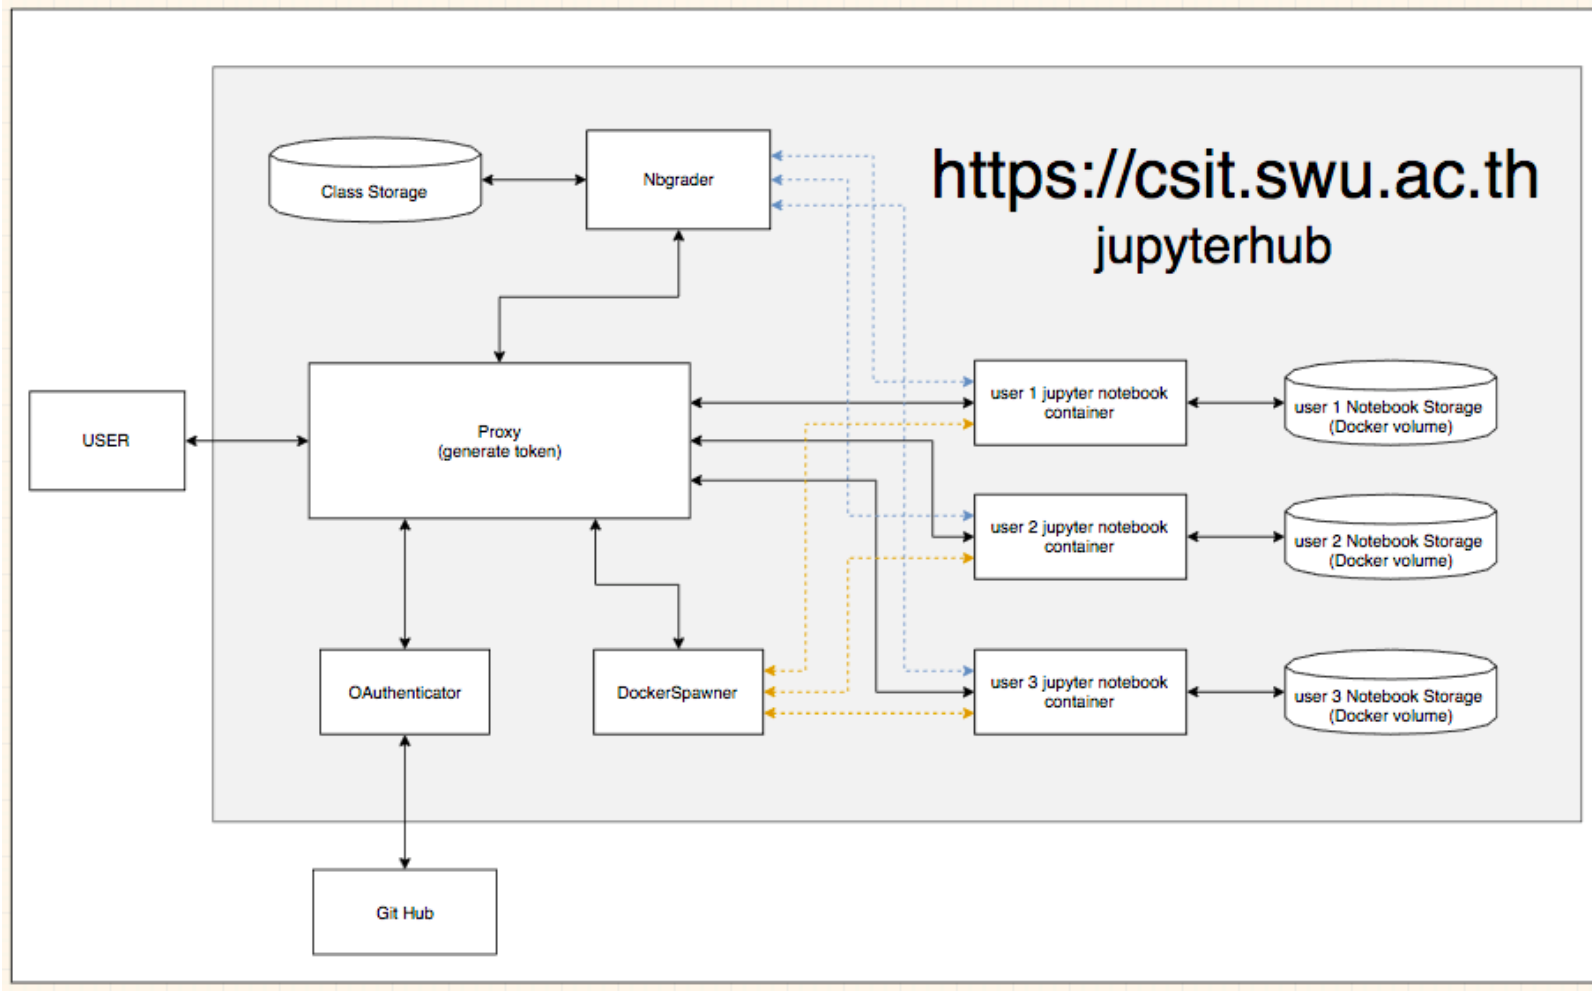 https://csit.swu.ac.th
jupyterhub
Class Storage
Nbgrader
USER
Proxy
(generate token)
user 1 jupyter notebook
container
user 1 Notebook Storage
(Docker volume)
user 2 jupyter notebook
container
user 2 Notebook Storage
(Docker volume)
OAuthenticator
DockerSpawner
user 3 jupyter notebook
container
user 3 Notebook Storage
(Docker volume)
Git Hub